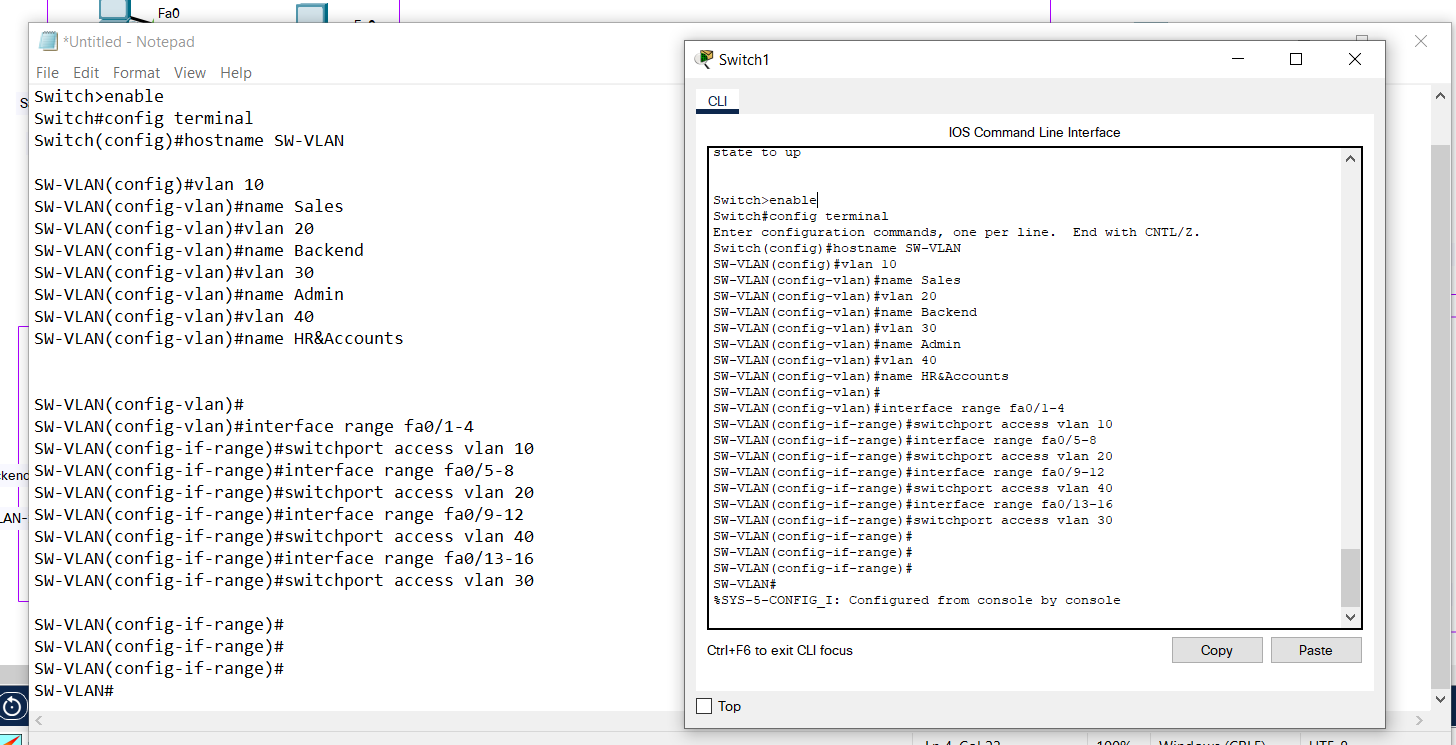 Fa0
*Untitled - Notepad
File Edit Format View Help
Switch>enable
Switch#config terminal
Switch(config)#hostname SW-VLAN
SW-VLAN(config)#vlan 10
SW-VLAN(config-vlan)#name Sales
SW-VLAN(config-vlan)#vlan 20
SW-VLAN(config-vlan)#name Backend
SW-VLAN(config-vlan)#vlan 30
SW-VLAN(config-vlan)#name Admin
SW-VLAN(config-vlan)#vlan 40
SW-VLAN(config-vlan)#name HR&Accounts
SW-VLAN(config-vlan)#
SW-VLAN(config-vlan)#interface range fa0/1-4
SW-VLAN(config-if-range)#switchport access vlan 10
SW-VLAN(config-if-range)#interface range fa0/5-8
SW-VLAN(config-if-range)#switchport access vlan 20
SW-VLAN(config-if-range)#interface range fa0/9-12
SW-VLAN(config-if-range)#switchport access vlan 40
SW-VLAN(config-if-range)#interface range fa0/13-16
SW-VLAN(config-if-range)#switchport access vlan 30
SW-VLAN(config-if-range)#
SW-VLAN(config-if-range)#
SW-VLAN(config-if-range)#
SW-VLAN#
Switch1
CLI
IOS Command Line Interface
state to up
Switch>enable
Switch#config terminal
Enter configuration commands, one per line.  End with CNTL/Z.
Switch(config)#hostname SW-VLAN
SW-VLAN(config)#vlan 10
SW-VLAN(config-vlan)#name Sales
SW-VLAN(config-vlan)#vlan 20
SW-VLAN(config-vlan)#name Backend
SW-VLAN(config-vlan)#vlan 30
SW-VLAN(config-vlan)#name Admin
SW-VLAN(config-vlan)#vlan 40
SW-VLAN(config-vlan)#name HR&Accounts
SW-VLAN(config-vlan)#
SW-VLAN(config-vlan)#interface range fa0/1-4
SW-VLAN(config-if-range)#switchport access vlan 10
SW-VLAN(config-if-range)#interface range fa0/5-8
SW-VLAN(config-if-range)#switchport access vlan 20
SW-VLAN(config-if-range)#interface range fa0/9-12
SW-VLAN(config-if-range)#switchport access vlan 40
SW-VLAN(config-if-range)#interface range fa0/13-16
SW-VLAN(config-if-range)#switchport access vlan 30
SW-VLAN(config-if-range)#
SW-VLAN(config-if-range)#
SW-VLAN(config-if-range)#
SW-VLAN#
%SYS-5-CONFIG_I: Configured from console by console
Ctrl+F6 to exit CLI focus
Copy
Paste
Top